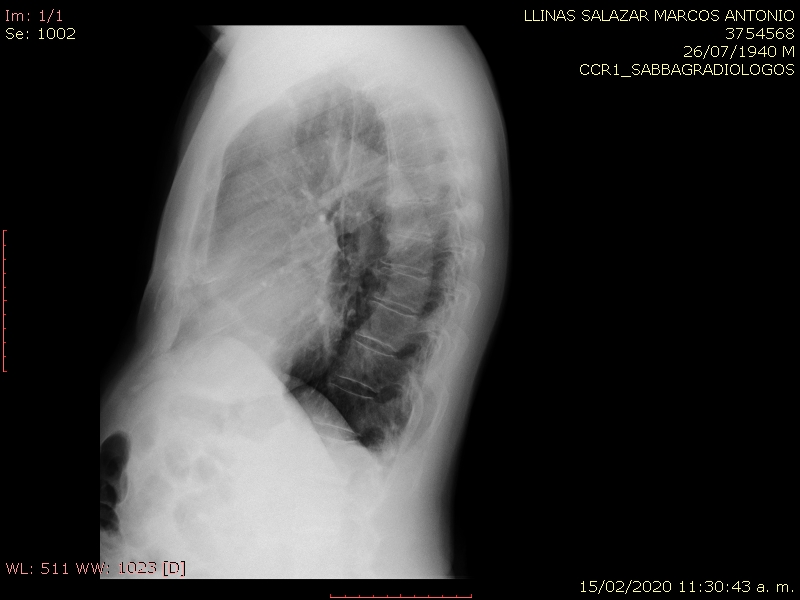 Im: 1/1
Se: 1002
LLINAS SALAZAR MARCOS ANTONIO
3754568
26/07/1940 M
CCR1_SABBAGRADIOLOGOS
WL: 511 WW: 1023 [D]
15/02/2020 11:30:43 a. m.